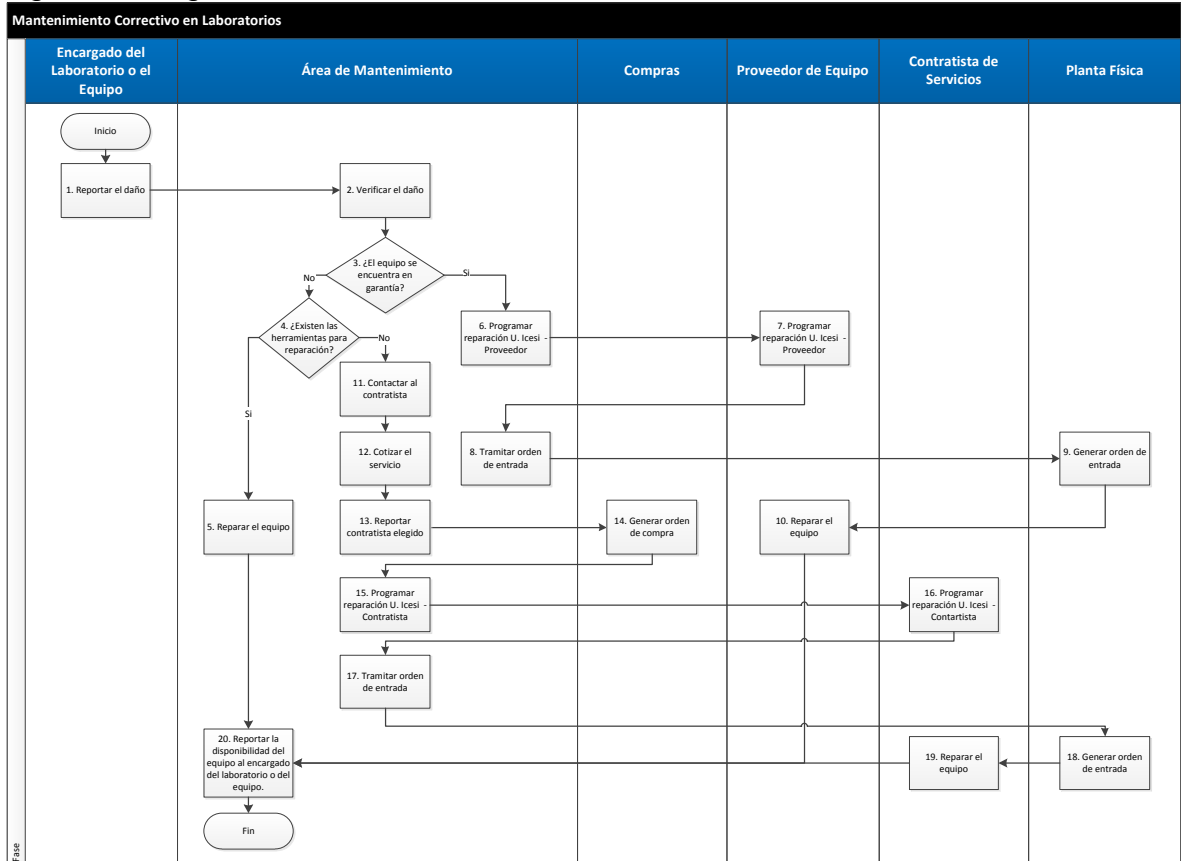 Mantenimiento Correctivo en Laboratorios
Encargado del
Laboratorio o el
Equipo
Área de Mantenimiento
Compras
Proveedor de Equipo
Contratista de
Servicios
Planta Física
Inicio
1. Reportar el daño
2. Verificar el daño
3. ¿El equipo se
encuentra en
garantía?
No
Si
4. ¿Existen las
herramientas para
reparación?
No
Si
6. Programar
reparación U. Icesi -
Proveedor
7. Programar
reparación U. Icesi -
Proveedor
11. Contactar al
contratista
12. Cotizar el
servicio
8. Tramitar orden
de entrada
9. Generar orden de
entrada
5. Reparar el equipo
13. Reportar
contratista elegido
14. Generar orden
de compra
10. Reparar el
equipo
15. Programar
reparación U. Icesi -
Contratista
16. Programar
reparación U. Icesi -
Contartista
17. Tramitar orden
de entrada
20. Reportar la
disponibilidad del
equipo al encargado
del laboratorio o del
equipo.
19. Reparar el
equipo
18. Generar orden
de entrada
Fin
Fase